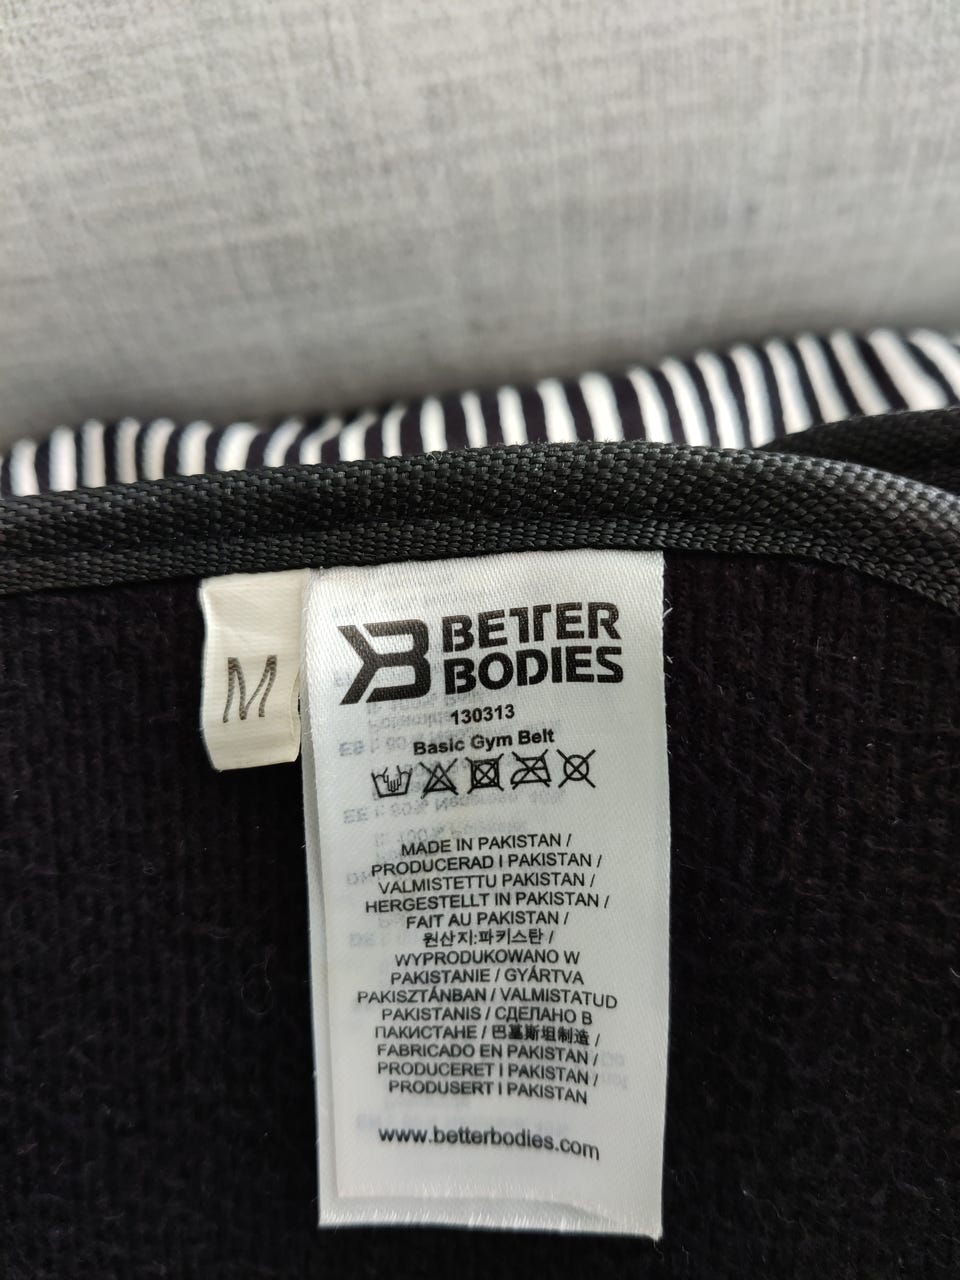 M
BETTER
BODIES
130313
Basic Gym Belt
MADE IN PAKISTAN /
PRODUCERAD I PAKISTAN /
VALMISTETTU PAKISTAN /
HERGESTELLT IN PAKISTAN /
FAIT AU PAKISTAN /
원산지:파키스탄 /
WYPRODUKOWANO W
PAKISTANIE / GYÁRTVA
PAKISZTÁNBAN / VALMISTATUD
PAKISTANIS / СДЕЛАНО В
ПАКИСТАНЕ / 巴基斯坦制造 /
FABRICADO EN PAKISTAN /
PRODUCERET I PAKISTAN /
PRODUSERT I PAKISTAN
www.betterbodies.com